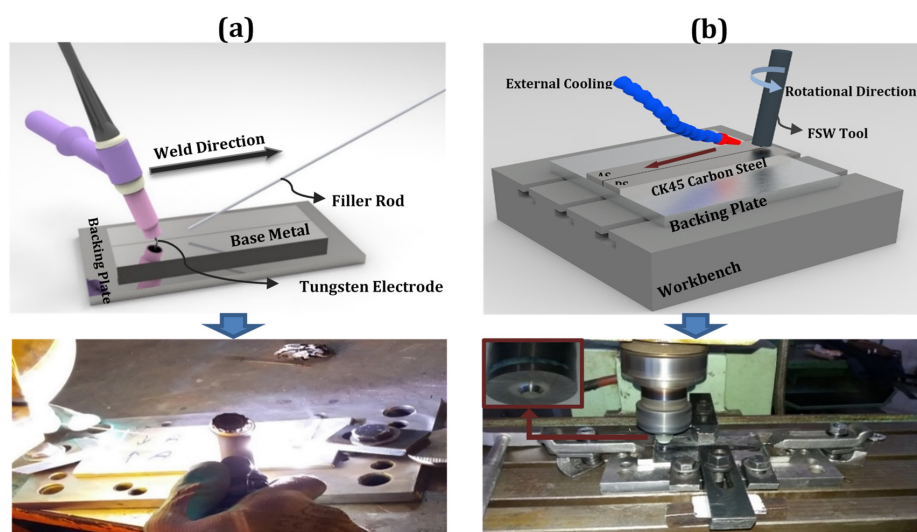 (a)
Weld Direction
Filler Rod
Base Metal
Backing Plate
Tungsten Electrode
(b)
External Cooling
Rotational Direction
FSW Tool
CK45 Carbon Steel
Backing Plate
Workbench